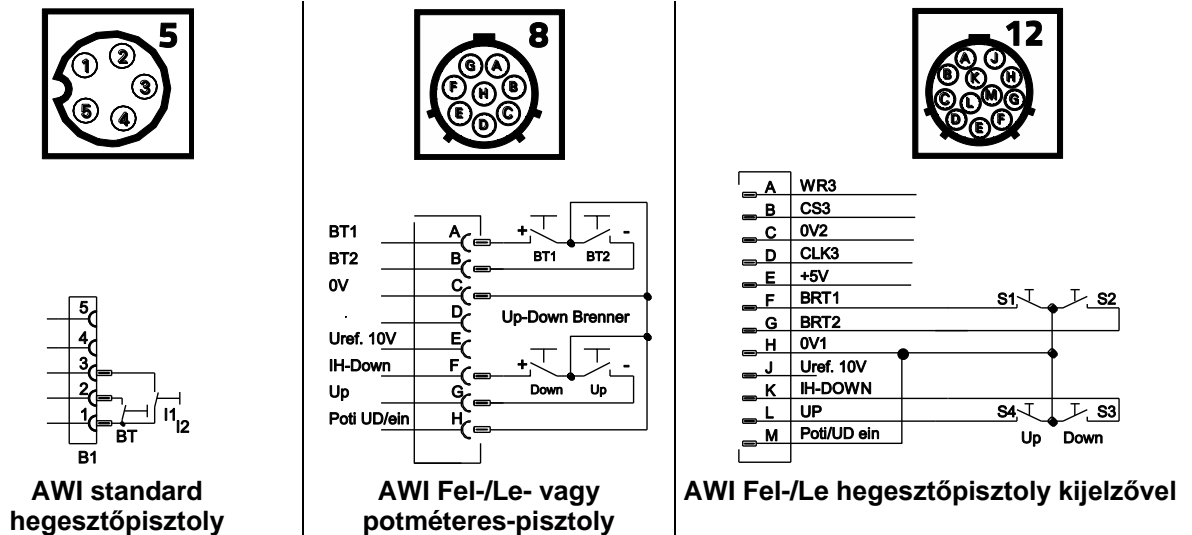 5
1
2
3
5
4
5
4
3
2
1
BT
I1
I2
B1
AWI standard
hegesztőpisztoly
8
G A
F H B
E C
D
BT1 A + BT1 BT2 -
BT2 B
0V C
D Up-Down Brenner
Uref. 10V E
IH-Down F + Down Up -
Up G
Poti UD/ein H
AWI Fel-/Le- vagy
potméteres-pisztoly
12
A J
B K H
C L M G
D F
E
A WR3
B CS3
C 0V2
D CLK3
E +5V
F BRT1 S1 S2
G BRT2
H 0V1
J Uref. 10V
K IH-DOWN
L UP S4 S3
M Poti/UD ein Up Down
AWI Fel-/Le hegesztőpisztoly kijelzővel